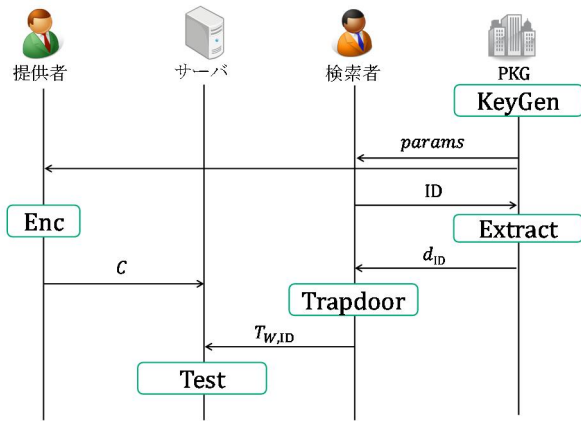 提供者
サーバ
検索者
PKG
KeyGen
params
ID
Enc
Extract
d_ID
C
Trapdoor
T_W,ID
Test